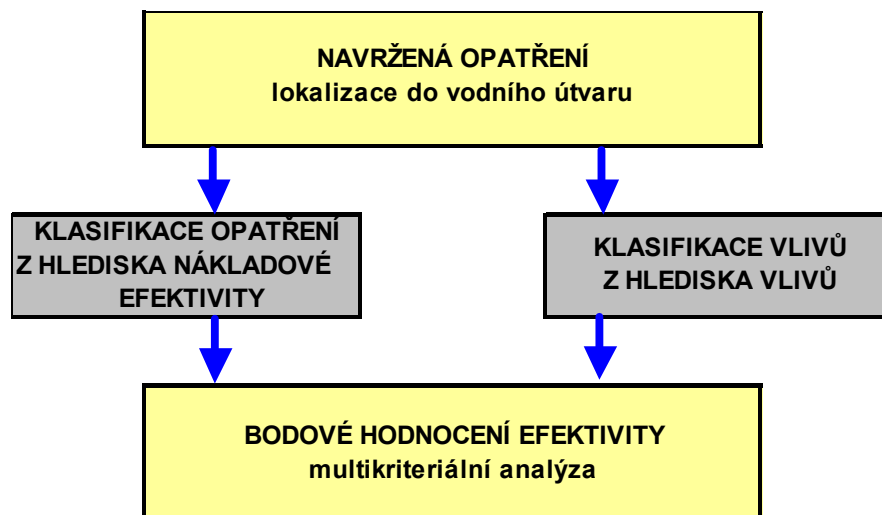 NAVRŽENÁ OPATŘENÍ
lokalizace do vodního útvaru
KLASIFIKACE OPATŘENÍ
Z HLEDISKA NÁKLADOVÉ
EFEKTIVITY
KLASIFIKACE VLIVŮ
Z HLEDISKA VLIVŮ
BODOVÉ HODNOCENÍ EFEKTIVITY
multikriteriální analýza